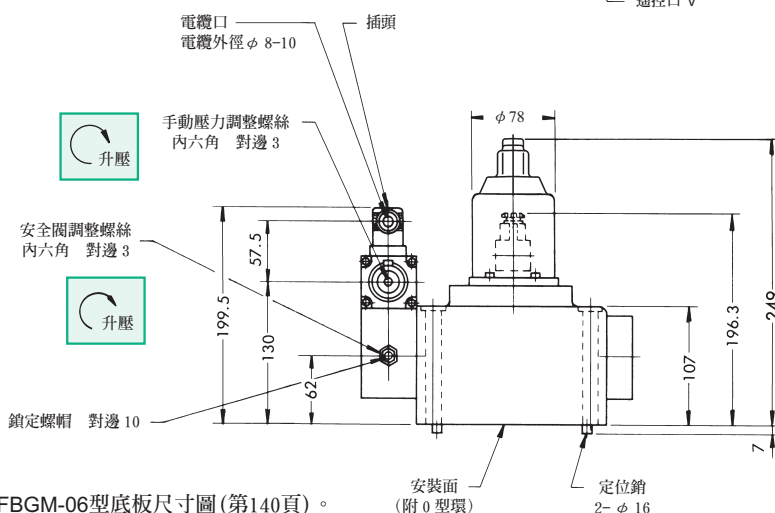 遙控口 V
電纜口
電纜外徑φ 8-10
插頭
φ78
手動壓力調整螺絲
內六角 對邊 3
升壓
安全閥調整螺絲
內六角 對邊 3
升壓
鎖定螺帽 對邊 10
57.5
199.5
130
62
107
196.3
249
7
安裝面
(附 O 型環)
定位銷
2- φ 16
FBGM-06型底板尺寸圖(第140頁)。